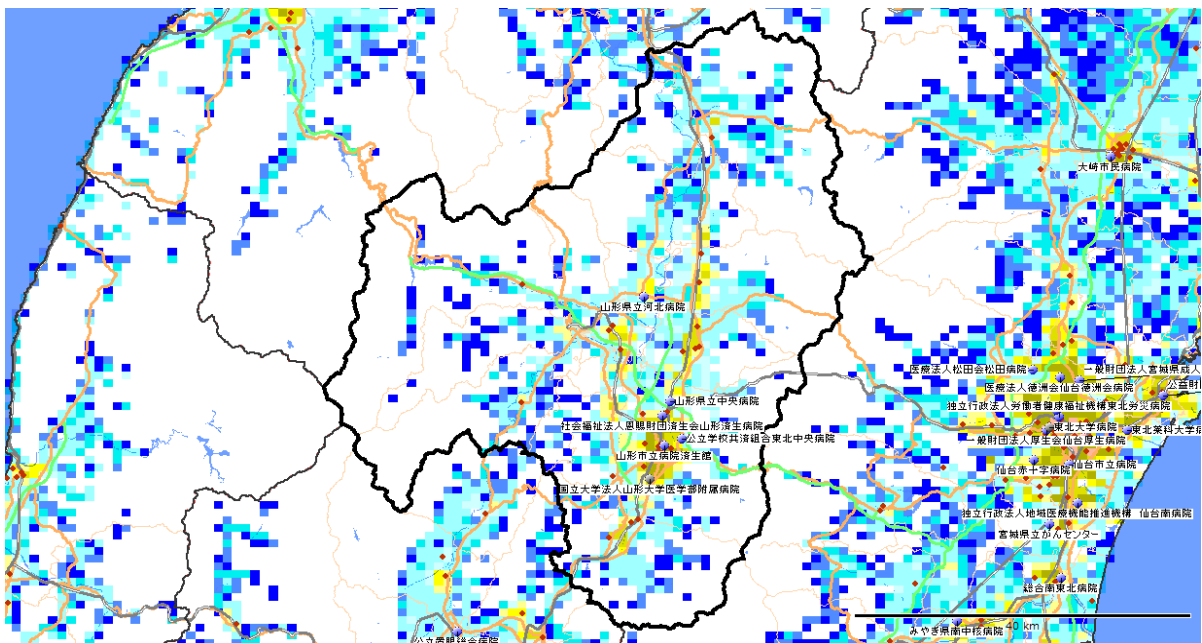 大崎市民病院
山形県立河北病院
医療法人松田会松田病院
一般財団法人宮城県成人
医療法人徳洲会仙台徳洲会病院
公益財
山形県立中央病院
独立行政法人労働者健康福祉機構東北労災病院
社会福祉法人恩賜財団済生会山形済生病院
東北大学病院
東北薬科大学病
公立学校共済組合東北中央病院
一般財団法人厚生会仙台厚生病院
山形市立病院済生館
仙台赤十字病院
仙台市立病院
国立大学法人山形大学医学部附属病院
独立行政法人地域医療機能推進機構 仙台南病院
宮城県立がんセンター
総合南東北病院
40 km
みやぎ県南中核病院
公立置賜総合病院